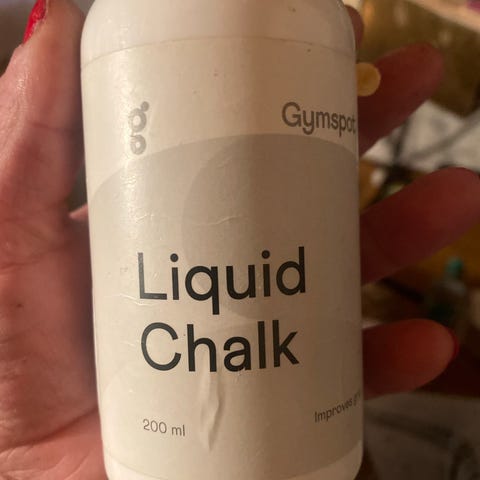 g.
Gymspot
Liquid
Chalk
200 ml
Improves